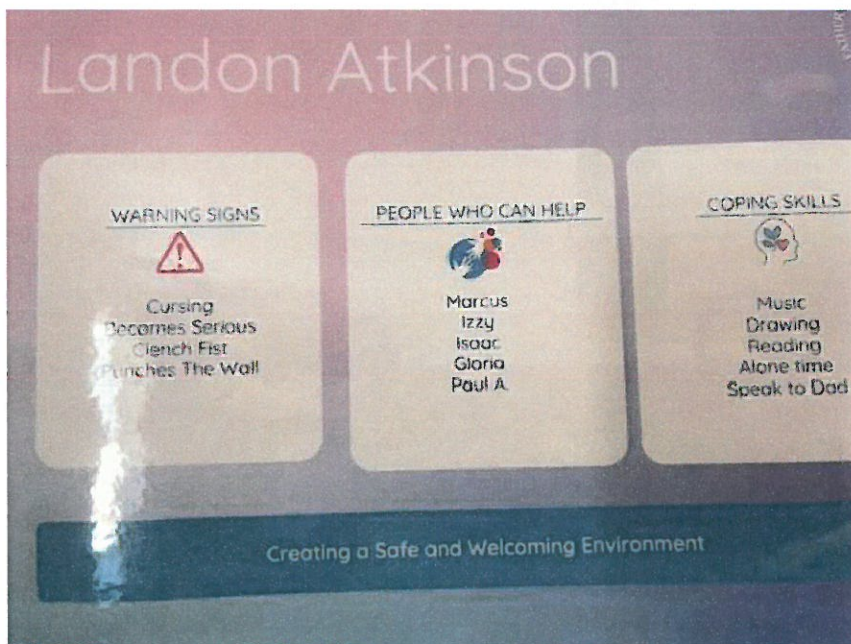 Landon Atkinson
WARNING SIGNS
Cursing
Becomes Serious
Clench Fist
Punches The Wall
PEOPLE WHO CAN HELP
Marcus
Izzy
Isaac
Gloria
Paul A.
COPING SKILLS
Music
Drawing
Reading
Alone time
Speak to Dad
Creating a Safe and Welcoming Environment